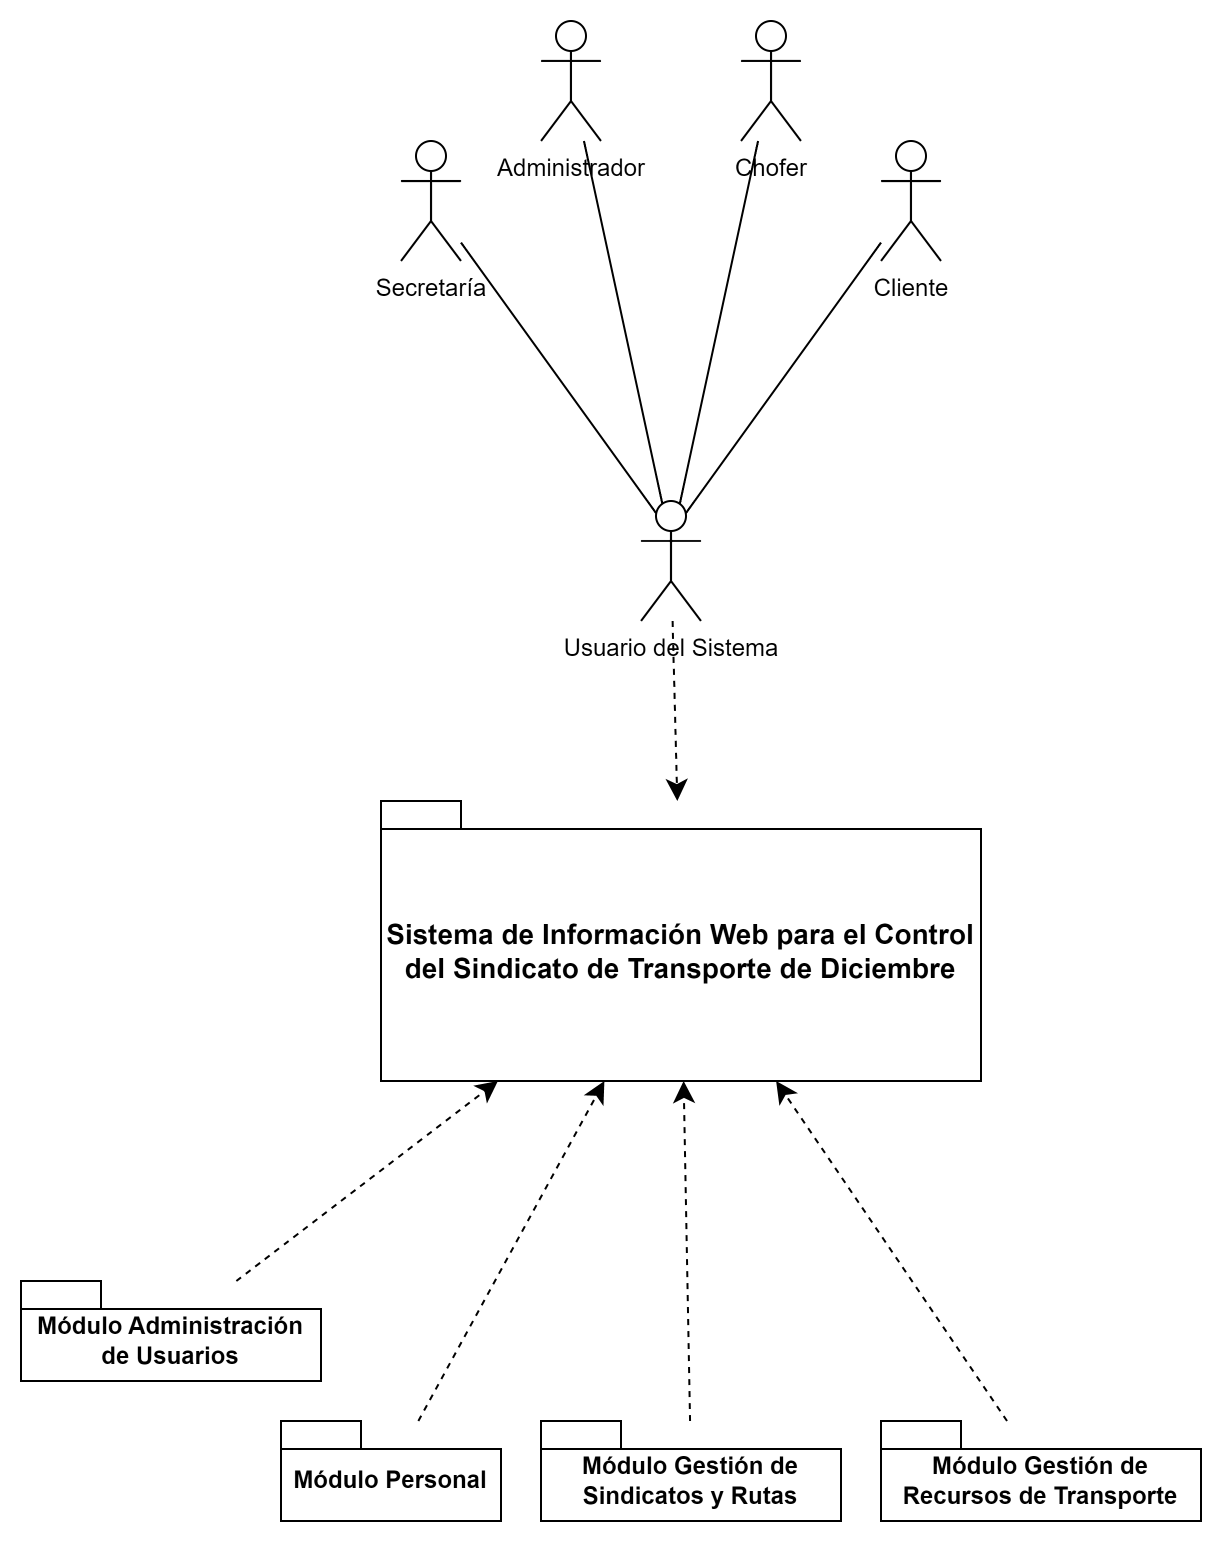 Administrador
Chofer
Secretaría
Cliente
Usuario del Sistema
Sistema de Información Web para el Control
del Sindicato de Transporte de Diciembre
Módulo Administración
de Usuarios
Módulo Personal
Módulo Gestión de
Sindicatos y Rutas
Módulo Gestión de
Recursos de Transporte